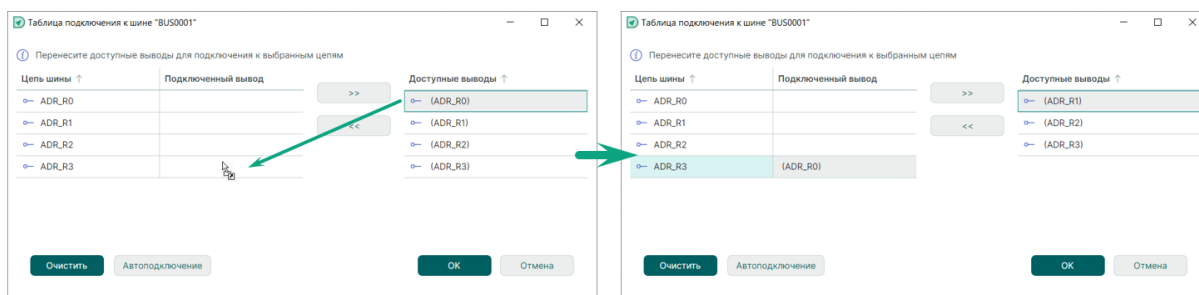 Таблица подключения к шине "BUS0001"
Перенесите доступные выводы для подключения к выбранным цепям
Цепь шины ↑ Подключенный вывод Доступные выводы ↑
>>
ADR_R0 (ADR_R0)
ADR_R1 << (ADR_R1)
ADR_R2 (ADR_R2)
ADR_R3 (ADR_R3)
Очистить Автоподключение OK Отмена
Таблица подключения к шине "BUS0001"
Перенесите доступные выводы для подключения к выбранным цепям
Цепь шины ↑ Подключенный вывод Доступные выводы ↑
>>
ADR_R0 (ADR_R1)
ADR_R1 << (ADR_R2)
ADR_R2 (ADR_R3)
ADR_R3 (ADR_R0)
Очистить Автоподключение OK Отмена